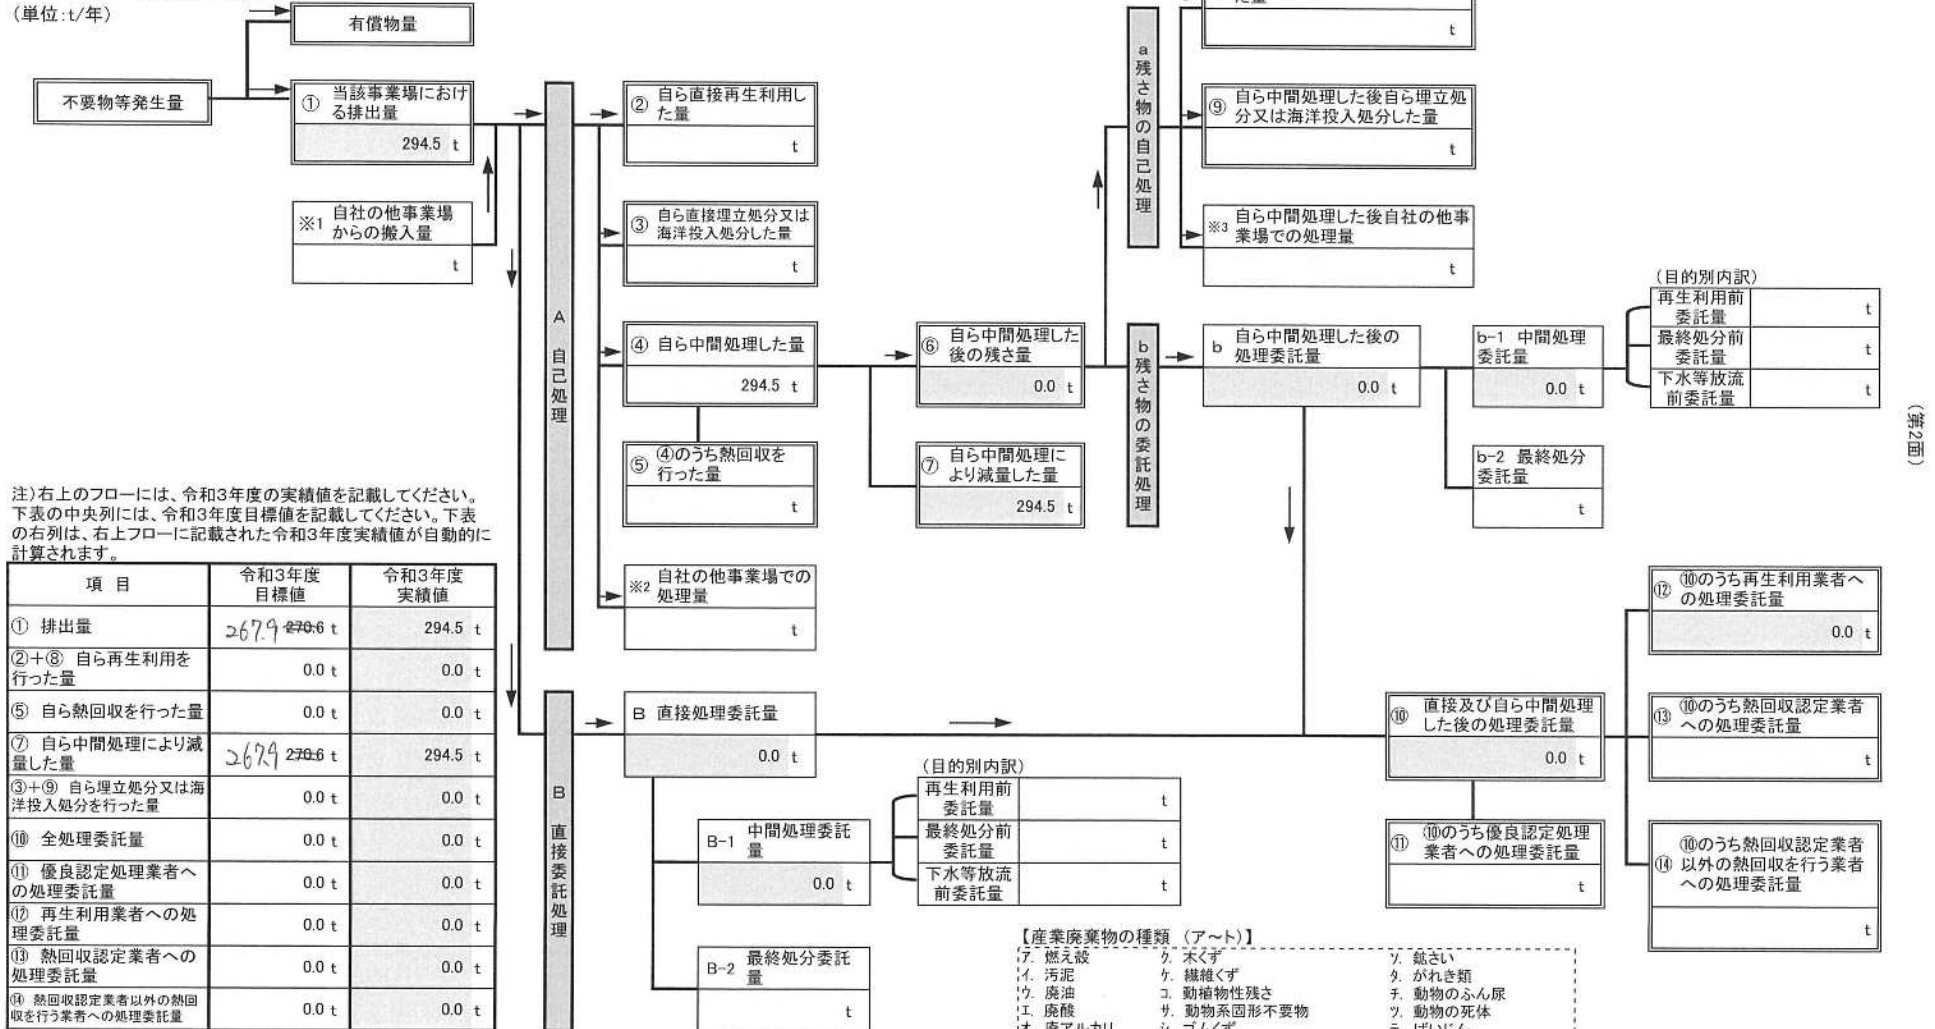 (単位:t/年)
有償物量
不要物等発生量
① 当該事業場におけ
る排出量
294.5 t
※1 自社の他事業場
からの搬入量
t
A 自己処理
② 自ら直接再生利用し
た量
t
③ 自ら直接埋立処分又は
海洋投入処分した量
t
④ 自ら中間処理した量
294.5 t
⑤ ④のうち熱回収を
行った量
t
※2 自社の他事業場での
処理量
t
⑥ 自ら中間処理した
後の残さ量
0.0 t
⑦ 自ら中間処理に
より減量した量
294.5 t
a 残さ物の自己処理
た量
t
⑨ 自ら中間処理した後自ら埋立処
分又は海洋投入処分した量
t
※3 自ら中間処理した後自社の他事
業場での処理量
t
b 残さ物の委託処理
b 自ら中間処理した後の
処理委託量
0.0 t
b-1 中間処理
委託量
0.0 t
(目的別内訳)
再生利用前
委託量 t
最終処分前
委託量 t
下水等放流
前委託量 t
b-2 最終処分
委託量
t
(第2面)
注)右上のフローには、令和3年度の実績値を記載してください。
下表の中央列には、令和3年度目標値を記載してください。下表
の右列は、右上フローに記載された令和3年度実績値が自動的に
計算されます。
項 目 令和3年度 令和3年度
目標値 実績値
① 排出量 267.9 270.6 t 294.5 t
②+⑧ 自ら再生利用を
行った量 0.0 t 0.0 t
⑤ 自ら熱回収を行った量 0.0 t 0.0 t
⑦ 自ら中間処理により減
量した量 267.9 270.6 t 294.5 t
③+⑨ 自ら埋立処分又は海
洋投入処分を行った量 0.0 t 0.0 t
⑩ 全処理委託量 0.0 t 0.0 t
⑪ 優良認定処理業者へ
の処理委託量 0.0 t 0.0 t
⑫ 再生利用業者への処
理委託量 0.0 t 0.0 t
⑬ 熱回収認定業者への
処理委託量 0.0 t 0.0 t
⑭ 熱回収認定業者以外の熱回
収を行う業者への処理委託量 0.0 t 0.0 t
B 直接委託処理
B 直接処理委託量
0.0 t
B-1 中間処理委託
量
0.0 t
(目的別内訳)
再生利用前
委託量 t
最終処分前
委託量 t
下水等放流
前委託量 t
B-2 最終処分委託
量
t
⑩ 直接及び自ら中間処理
した後の処理委託量
0.0 t
⑪ ⑩のうち優良認定処理
業者への処理委託量
t
⑫ ⑩のうち再生利用業者へ
の処理委託量
0.0 t
⑬ ⑩のうち熱回収認定業者
への処理委託量
t
⑭ ⑩のうち熱回収認定業者
以外の熱回収を行う業者
への処理委託量
t
【産業廃棄物の種類 (ア~ト)】
ア. 燃え殻 ク. 木くず ソ. 鉱さい
イ. 汚泥 ケ. 繊維くず タ. がれき類
ウ. 廃油 コ. 動植物性残さ チ. 動物のふん尿
エ. 廃酸 サ. 動物系固形不要物 ツ. 動物の死体
オ. 廃アルカリ シ. ゴムくず テ. ばいじん